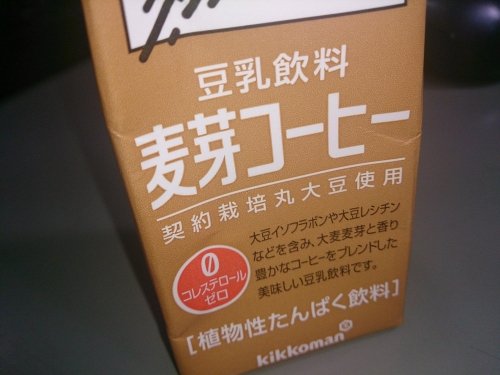 豆乳飲料
麦芽コーヒー
契約栽培丸大豆使用
大豆イソフラボンや大豆レシチン
などを含み、大麦麦芽と香り
豊かなコーヒーをブレンドした
美味しい豆乳飲料です。
0
コレステロール
ゼロ
[植物性たんぱく飲料]
kikkoman